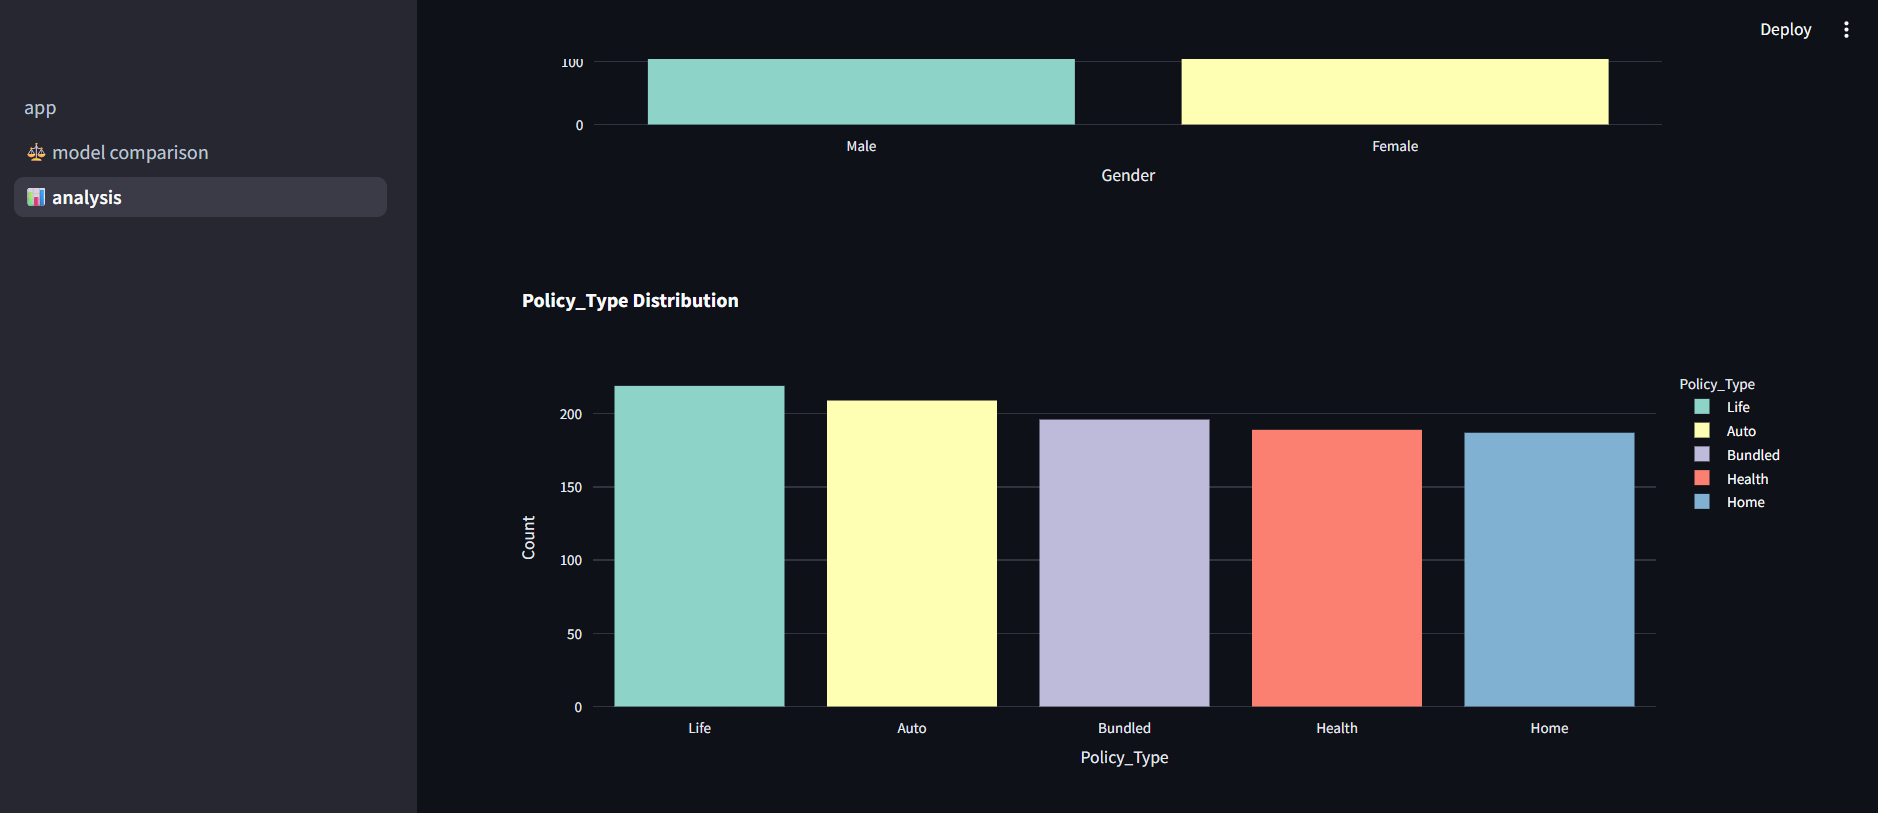 Deploy
app
model comparison
analysis
100
0
Male
Female
Gender
Policy_Type Distribution
Policy_Type
Life
Auto
Bundled
Health
Home
200
150
100
50
0
Count
Life
Auto
Bundled
Health
Home
Policy_Type